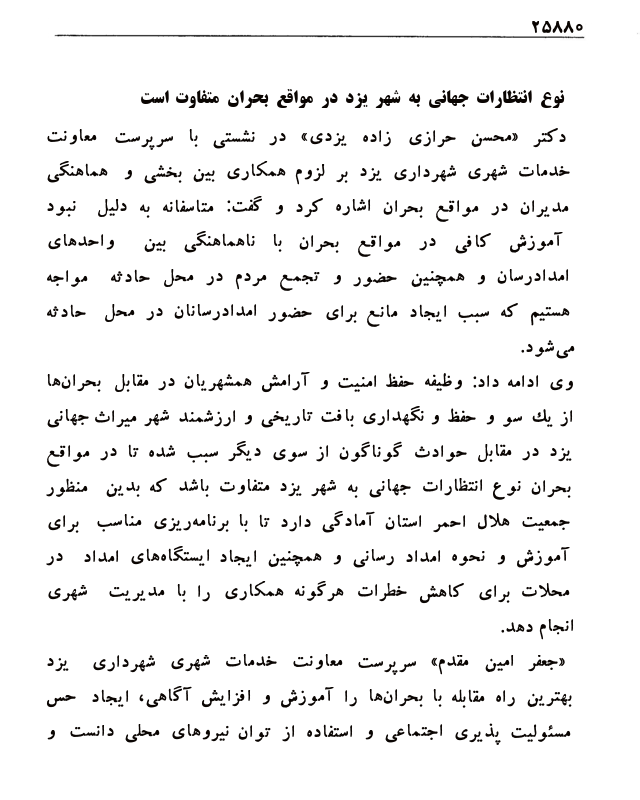 ۲۵۸۸۰
نوع انتظارات جهانی به شهر یزد در مواقع بحران متفاوت است
دکتر «محسن حرازی زاده یزدی» در نشستی با سرپرست معاونت
خدمات شهری شهرداری یزد بر لزوم همکاری بین بخشی و هماهنگی
مدیران در مواقع بحران اشاره کرد و گفت: متاسفانه به دلیل نبود
آموزش کافی در مواقع بحران با ناهماهنگی بین واحدهای
امدادرسان و همچنین حضور و تجمع مردم در محل حادثه مواجه
هستیم که سبب ایجاد مانع برای حضور امدادرسانان در محل حادثه
می‌شود.
وی ادامه داد: وظیفه حفظ امنیت و آرامش همشهریان در مقابل بحران‌ها
از یك سو و حفظ و نگهداری بافت تاریخی و ارزشمند شهر میراث جهانی
یزد در مقابل حوادث گوناگون از سوی دیگر سبب شده تا در مواقع
بحران نوع انتظارات جهانی به شهر یزد متفاوت باشد که بدین منظور
جمعیت هلال احمر استان آمادگی دارد تا با برنامه‌ریزی مناسب برای
آموزش و نحوه امداد رسانی و همچنین ایجاد ایستگاه‌های امداد در
محلات برای کاهش خطرات هرگونه همکاری را با مدیریت شهری
انجام دهد.
«جعفر امین مقدم» سرپرست معاونت خدمات شهری شهرداری یزد
بهترین راه مقابله با بحران‌ها را آموزش و افزایش آگاهی، ایجاد حس
مسئولیت پذیری اجتماعی و استفاده از توان نیروهای محلی دانست و